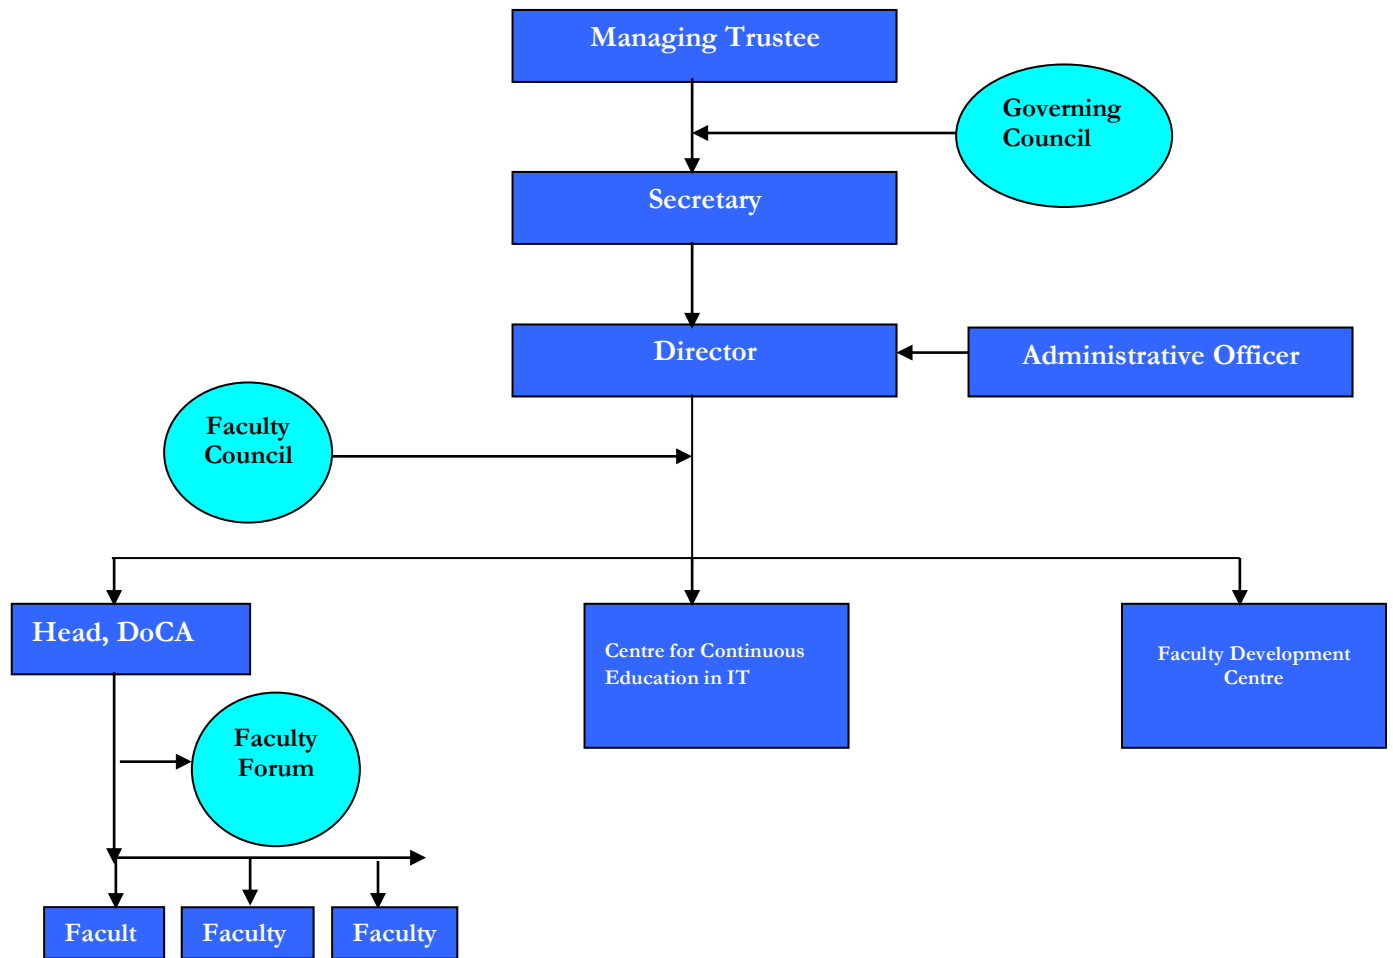 Managing Trustee
Governing
Council
Secretary
Director
Administrative Officer
Faculty
Council
Head, DoCA
Centre for Continuous
Education in IT
Faculty Development
Centre
Faculty
Forum
Facult
Faculty
Faculty